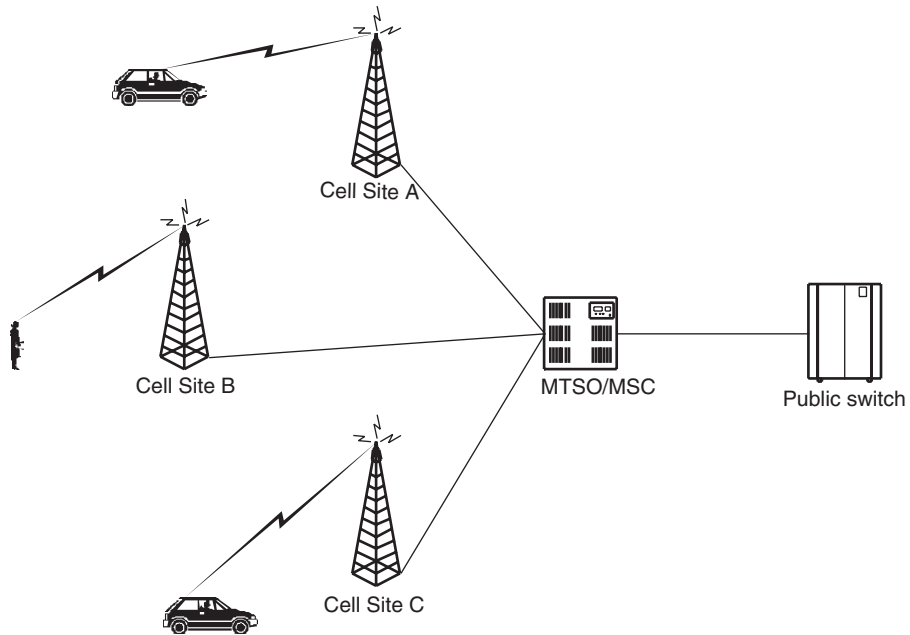 Cell Site A
Cell Site B
MTSO/MSC
Public switch
Cell Site C